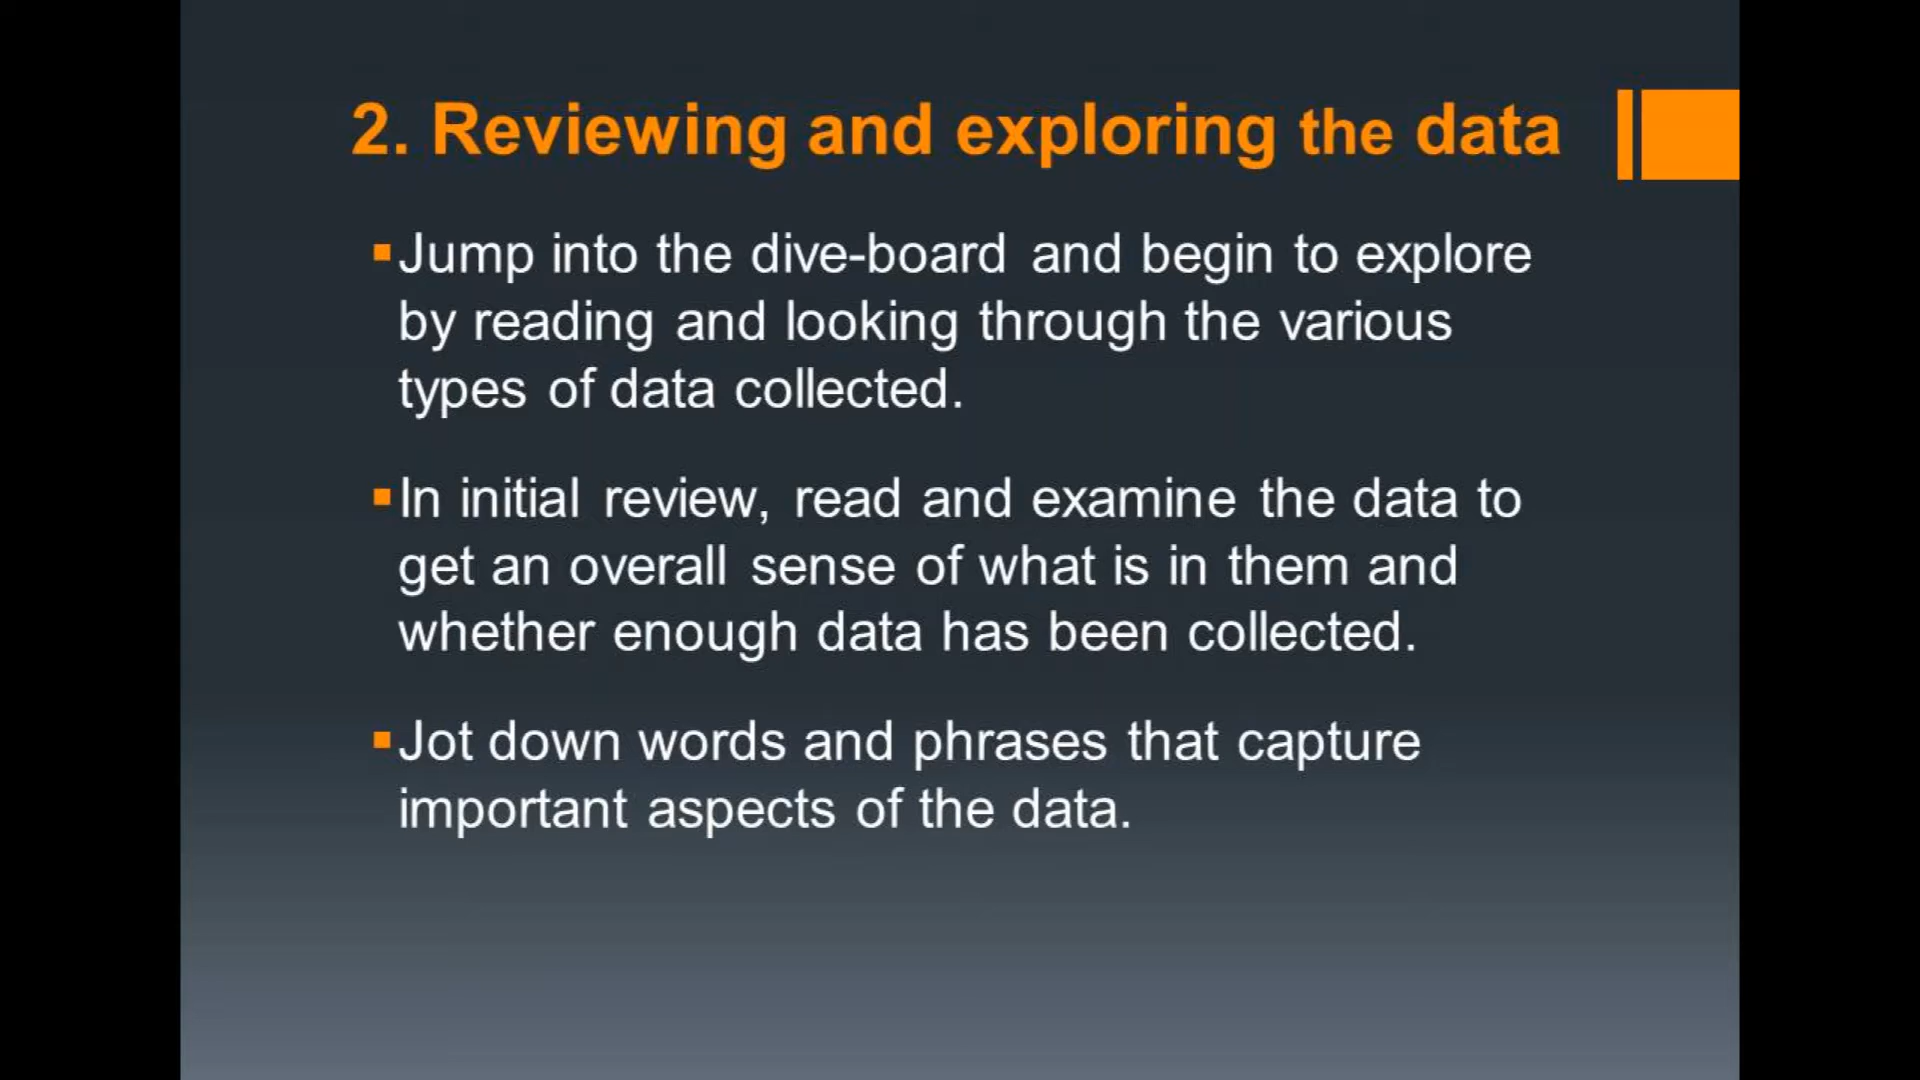 2. Reviewing and exploring the data
▪Jump into the dive-board and begin to explore
by reading and looking through the various
types of data collected.
▪In initial review, read and examine the data to
get an overall sense of what is in them and
whether enough data has been collected.
▪Jot down words and phrases that capture
important aspects of the data.